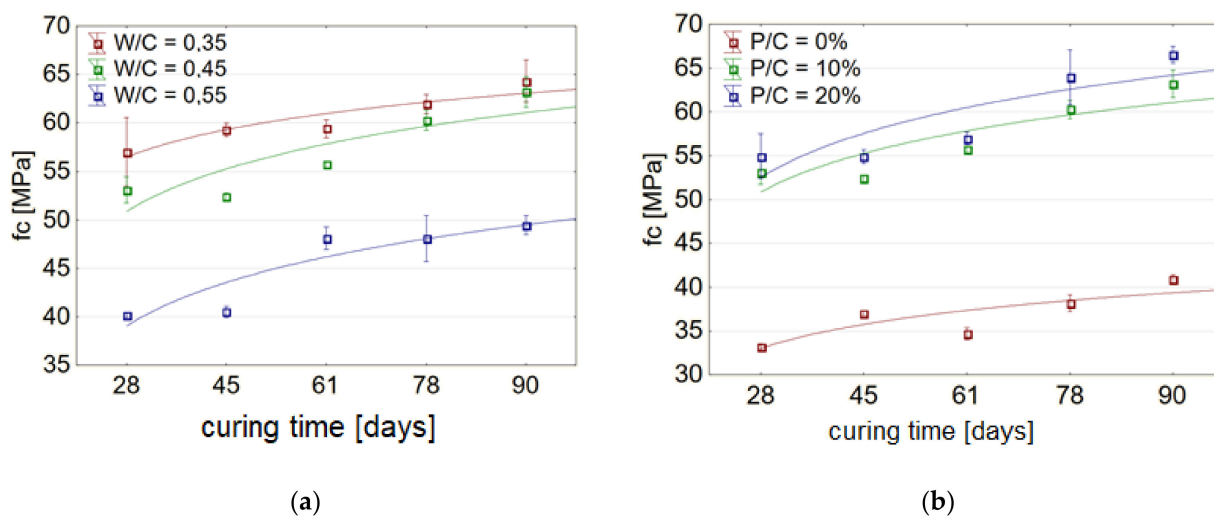 70
65
60
55
50
45
40
35
fc [MPa]
W/C = 0.35
W/C = 0.45
W/C = 0,55
28 45 61 78 90
curing time [days]
(a)
70
65
60
55
50
45
40
35
30
fc [MPa]
P/C = 0%
P/C = 10%
P/C = 20%
28 45 61 78 90
curing time [days]
(b)